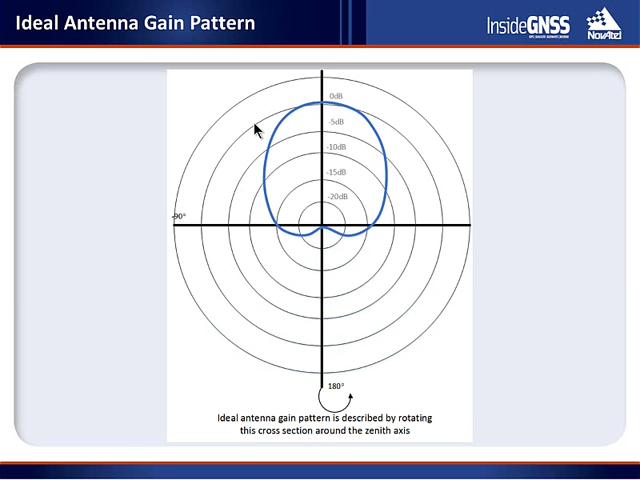 Ideal Antenna Gain Pattern
InsideGNSS
NovAtel
0dB
-5dB
-10dB
-15dB
-20dB
-90°
180°
Ideal antenna gain pattern is described by rotating
this cross section around the zenith axis